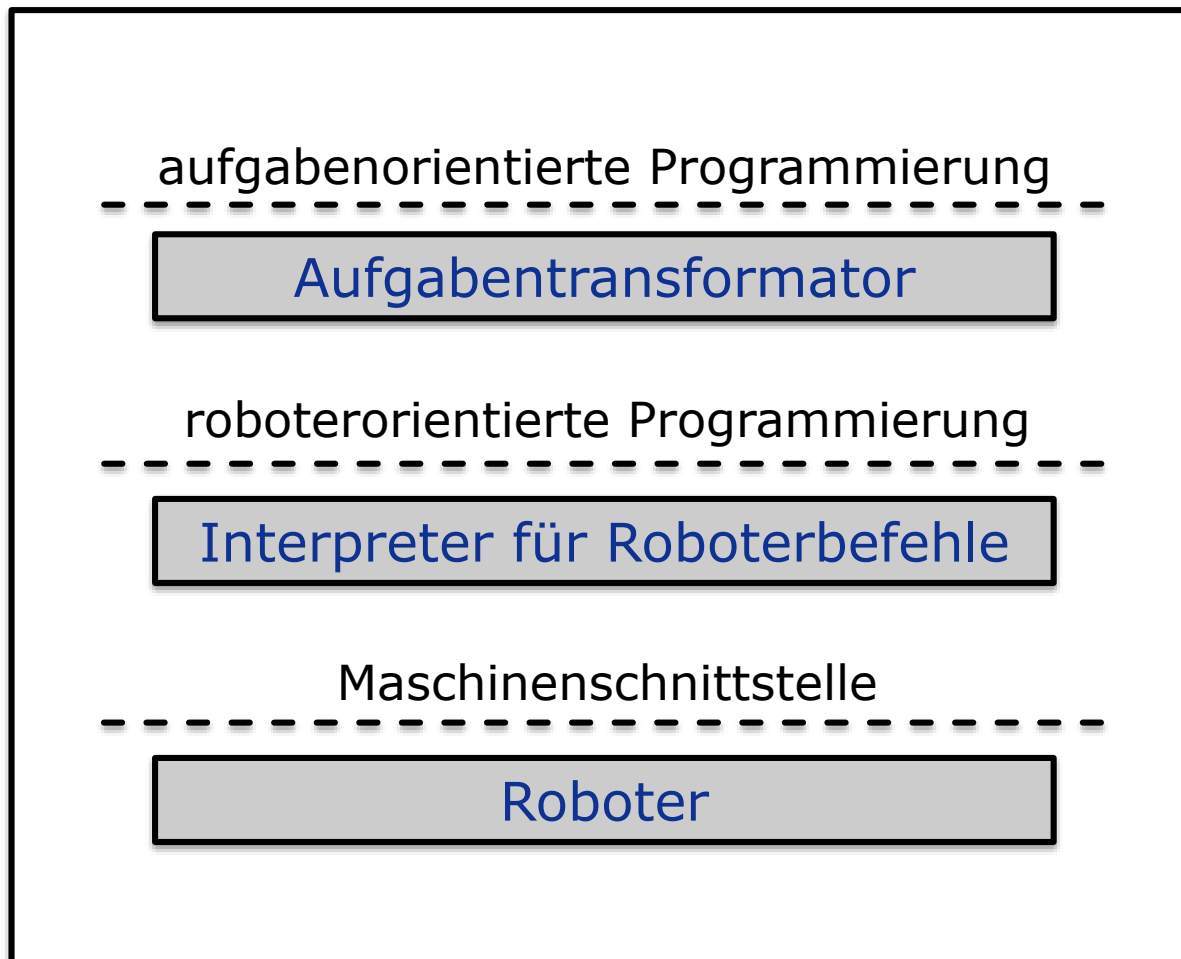 aufgabenorientierte Programmierung
Aufgabentransformator
roboterorientierte Programmierung
Interpreter für Roboterbefehle
Maschinenschnittstelle
Roboter